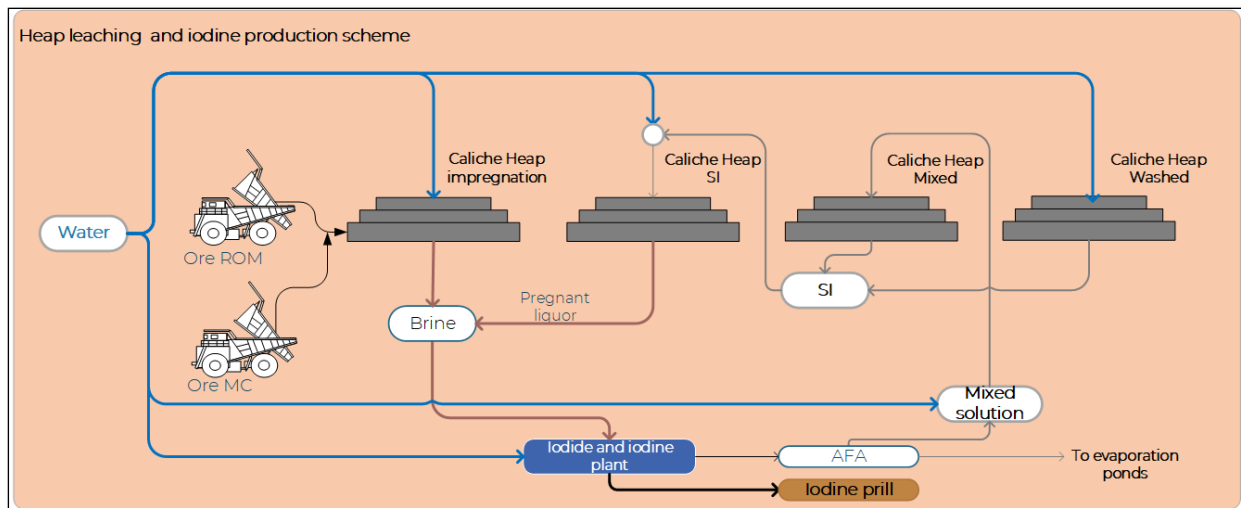 Heap leaching and iodine production scheme
Caliche Heap
impregnation
Caliche Heap
SI
Caliche Heap
Mixed
Caliche Heap
Washed
Water
Ore ROM
SI
Pregnant
liquor
Brine
Ore MC
Mixed
solution
Iodide and iodine
plant
AFA
To evaporation
ponds
Iodine prill